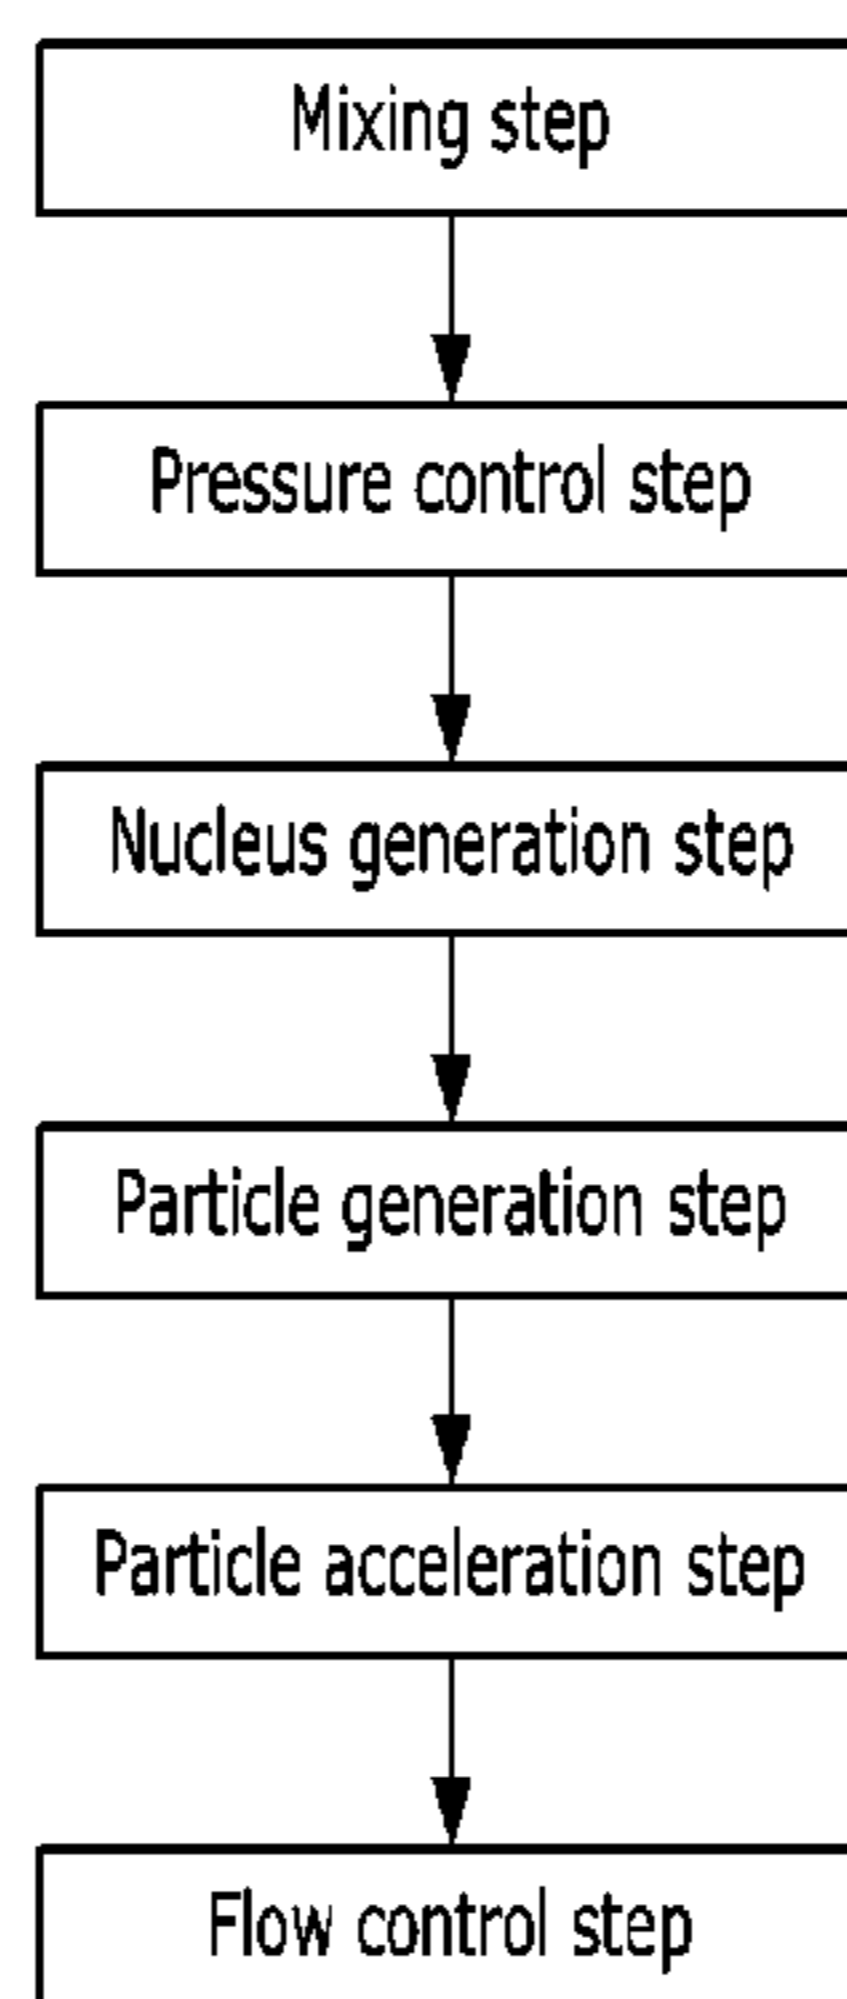 Mixing step
Pressure control step
Nucleus generation step
Particle generation step
Particle acceleration step
Flow control step